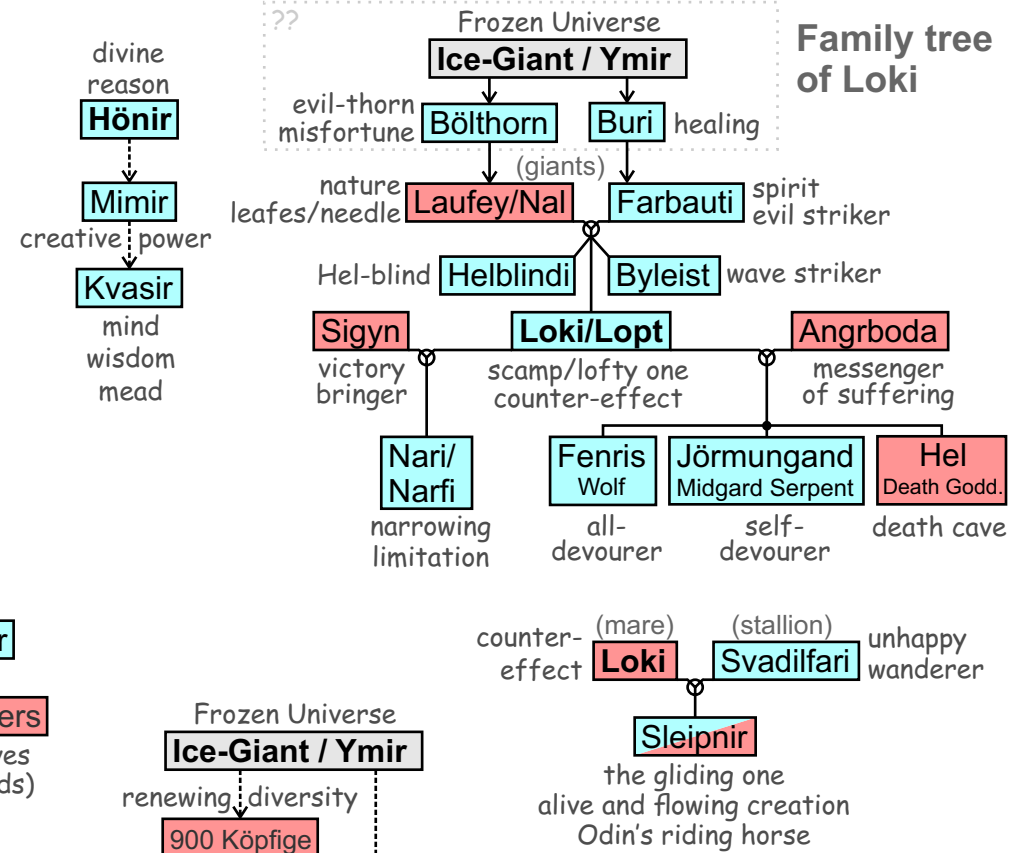 ??
Frozen Universe
Ice-Giant / Ymir
Family tree
of Loki
divine
reason
Hönir
evil-thorn
misfortune
Bölthorn
Buri
healing
(giants)
Mimir
nature
leafes/needle
Laufey/Nal
Farbauti
spirit
evil striker
creative power
Kvasir
mind
wisdom
mead
Hel-blind
Helblindi
Byleist
wave striker
Sigyn
Loki/Lopt
Angrboda
victory
bringer
scamp/lofty one
counter-effect
messenger
of suffering
Nari/
Narfi
Fenris
Wolf
Jörmungand
Midgard Serpent
Hel
Death Godd.
narrowing
limitation
all-
devourer
self-
devourer
death cave
r
ers
ves
ds)
counter-
effect
(mare)
Loki
(stallion)
Svadilfari
unhappy
wanderer
Sleipnir
the gliding one
alive and flowing creation
Odin's riding horse
Frozen Universe
Ice-Giant / Ymir
renewing diversity
900 Köpfige